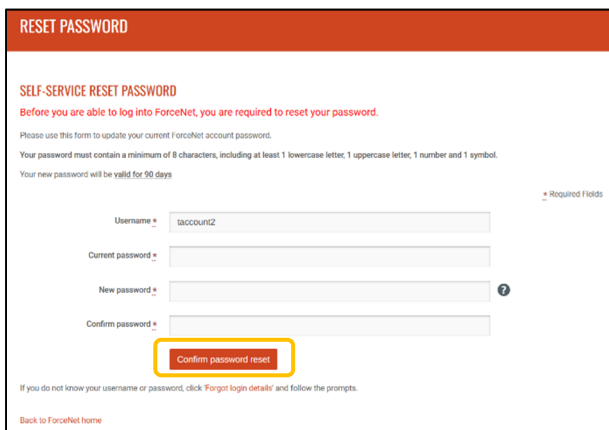 RESET PASSWORD
SELF-SERVICE RESET PASSWORD
Before you are able to log into ForceNet, you are required to reset your password.
Please use this form to update your current ForceNet account password.
Your password must contain a minimum of 8 characters, including at least 1 lowercase letter, 1 uppercase letter, 1 number and 1 symbol.
Your new password will be valid for 90 days
* Required Fields
Username * taccount2
Current password *
New password * ?
Confirm password *
Confirm password reset
If you do not know your username or password, click 'Forgot login details' and follow the prompts.
Back to ForceNet home